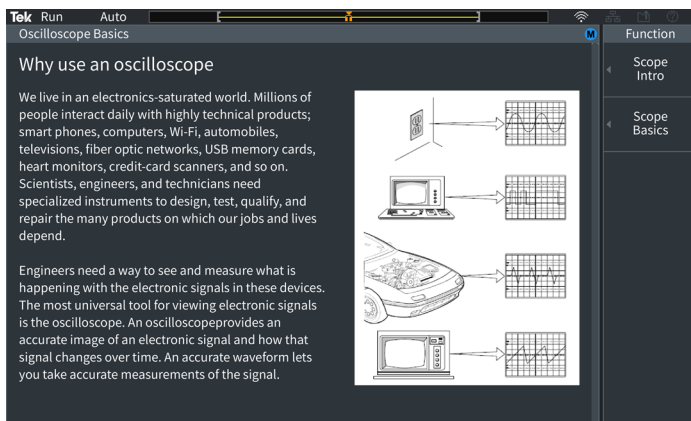 Tek Run Auto
Oscilloscope Basics
M
Function
Scope
Intro
Scope
Basics
Why use an oscilloscope
We live in an electronics-saturated world. Millions of
people interact daily with highly technical products;
smart phones, computers, Wi-Fi, automobiles,
televisions, fiber optic networks, USB memory cards,
heart monitors, credit-card scanners, and so on.
Scientists, engineers, and technicians need
specialized instruments to design, test, qualify, and
repair the many products on which our jobs and lives
depend.
Engineers need a way to see and measure what is
happening with the electronic signals in these devices.
The most universal tool for viewing electronic signals
is the oscilloscope. An oscilloscopeprovides an
accurate image of an electronic signal and how that
signal changes over time. An accurate waveform lets
you take accurate measurements of the signal.